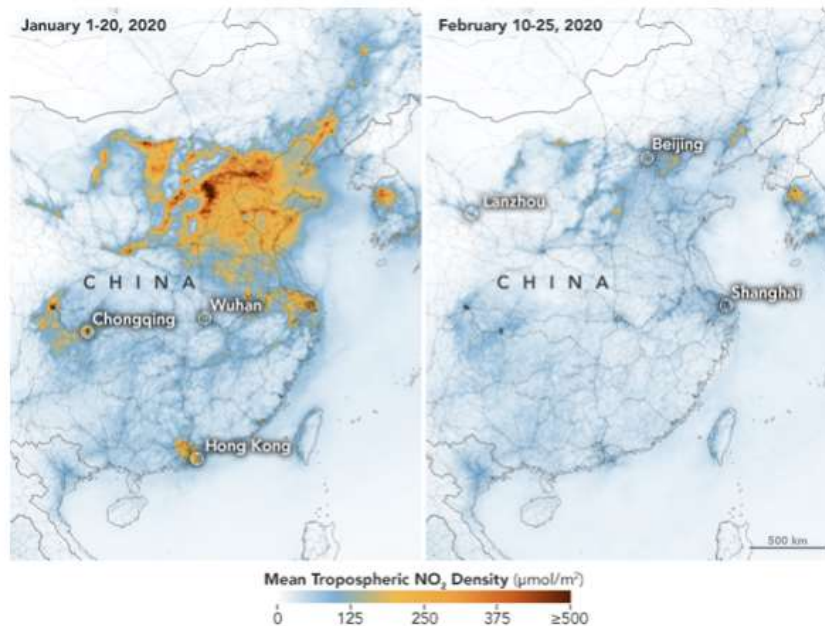 January 1-20, 2020
February 10-25, 2020
Beijing
Lanzhou
CHINA
CHINA
Wuhan
Shanghai
Chongqing
Hong Kong
500 km
Mean Tropospheric NO₂ Density (μmol/m²)
0 125 250 375 ≥500